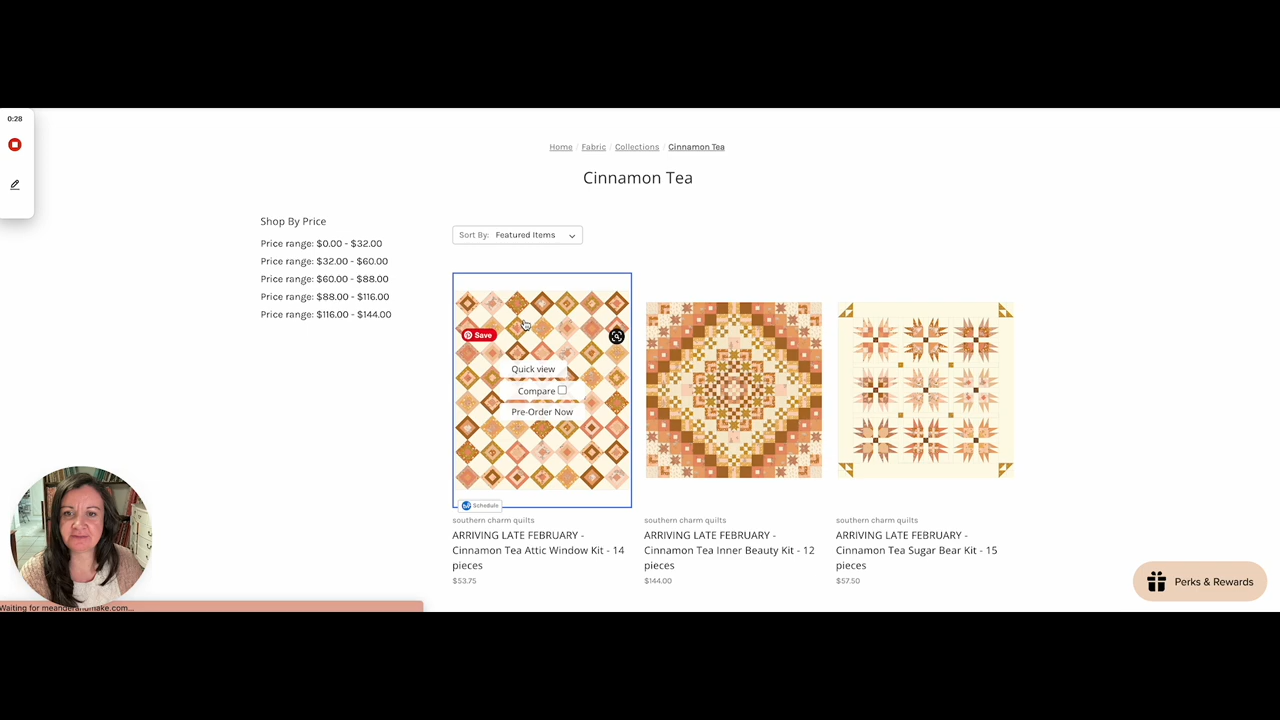 0:28
Home / Fabric / Collections / Cinnamon Tea
Cinnamon Tea
Shop By Price
Price range: $0.00 - $32.00
Price range: $32.00 - $60.00
Price range: $60.00 - $88.00
Price range: $88.00 - $116.00
Price range: $116.00 - $144.00
Sort By: Featured Items
Save
Quick view
Compare
Pre-Order Now
Schedule
southern charm quilts
ARRIVING LATE FEBRUARY -
Cinnamon Tea Attic Window Kit - 14
pieces
$53.75
southern charm quilts
ARRIVING LATE FEBRUARY -
Cinnamon Tea Inner Beauty Kit - 12
pieces
$144.00
southern charm quilts
ARRIVING LATE FEBRUARY -
Cinnamon Tea Sugar Bear Kit - 15
pieces
$57.50
Perks & Rewards
Waiting for meanderandmake.com...